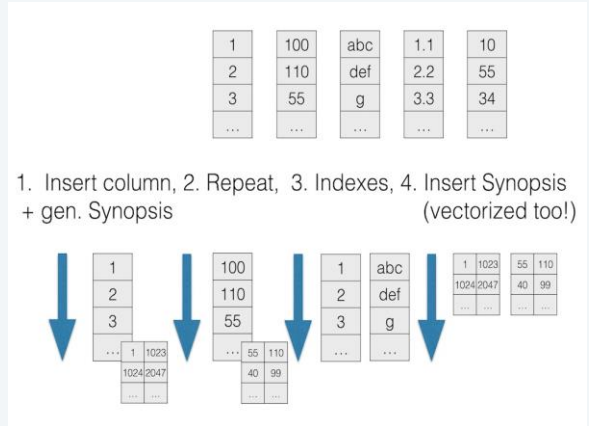 1 100 abc 1.1 10
2 110 def 2.2 55
3 55 g 3.3 34
... ... ... ... ...
1. Insert column, 2. Repeat, 3. Indexes, 4. Insert Synopsis
+ gen. Synopsis (vectorized too!)
1
2
3
...
1 1023
1024 2047
... ...
100
110
55
...
55 110
40 99
... ...
1 abc
2 def
3 g
... ...
1 1023
1024 2047
... ...
55 110
40 99
... ...